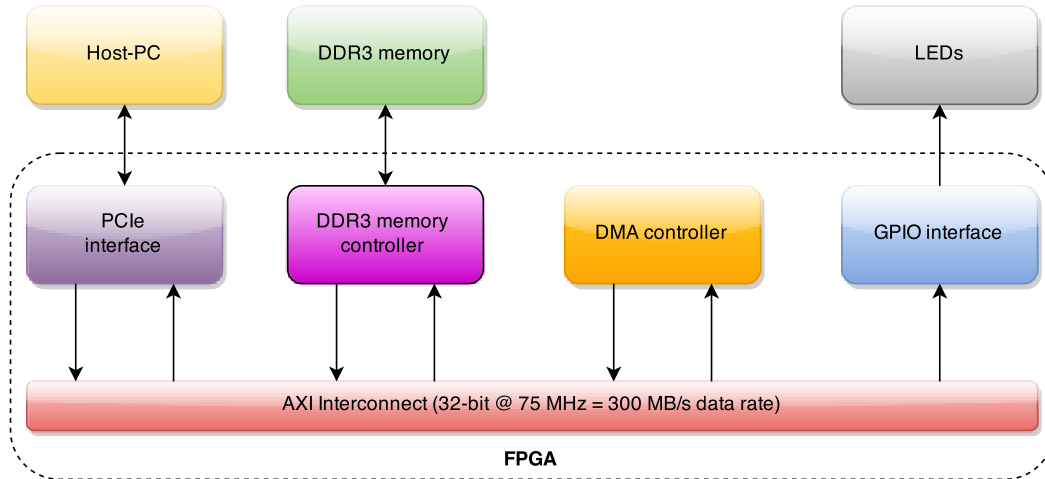 Host-PC
DDR3 memory
LEDs
PCIe
interface
DDR3 memory
controller
DMA controller
GPIO interface
AXI Interconnect (32-bit @ 75 MHz = 300 MB/s data rate)
FPGA